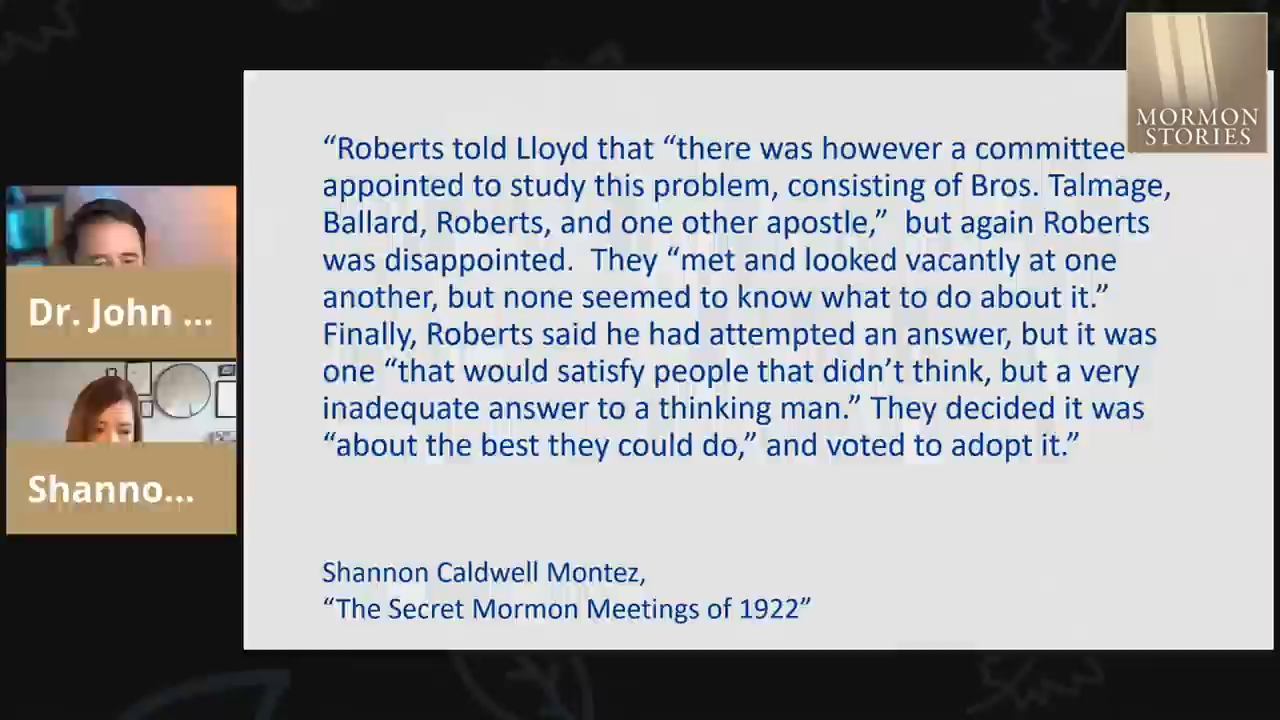 MORMON
STORIES
“Roberts told Lloyd that “there was however a committee
appointed to study this problem, consisting of Bros. Talmage,
Ballard, Roberts, and one other apostle,”  but again Roberts
was disappointed.  They “met and looked vacantly at one
another, but none seemed to know what to do about it.”
Finally, Roberts said he had attempted an answer, but it was
one “that would satisfy people that didn’t think, but a very
inadequate answer to a thinking man.” They decided it was
“about the best they could do,” and voted to adopt it.”
Shannon Caldwell Montez,
“The Secret Mormon Meetings of 1922”
Dr. John ...
Shanno...